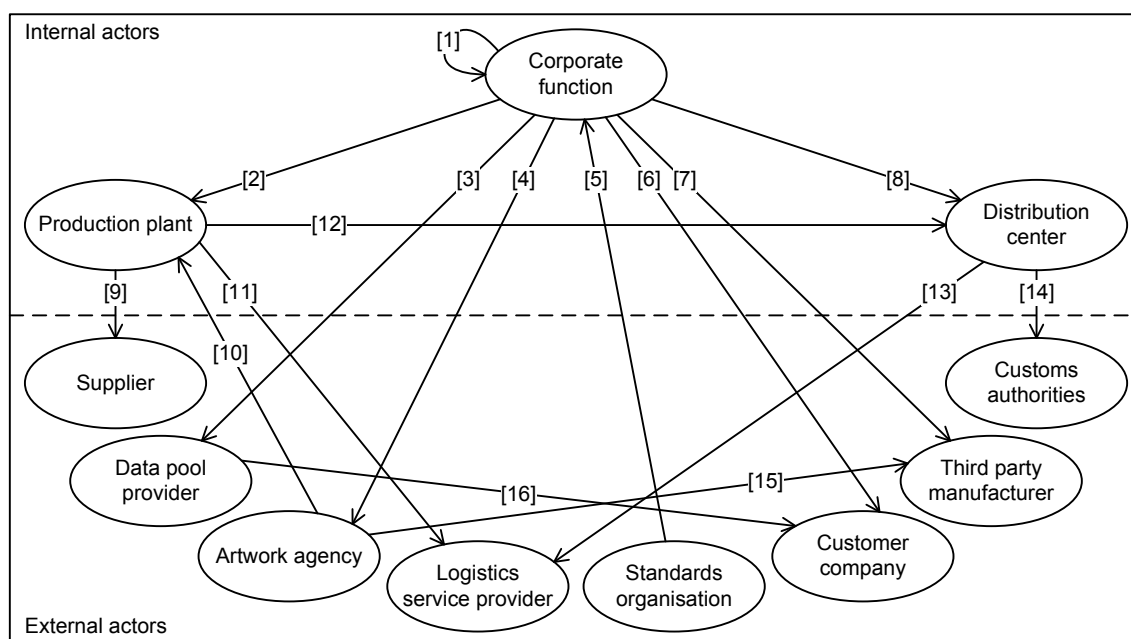 Internal actors
[1]
Corporate
function
[2]
[3]
[4]
[5]
[6]
[7]
[8]
Production plant
[12]
Distribution
center
[9]
[11]
[13]
[14]
[10]
Supplier
Customs
authorities
Data pool
provider
[16]
[15]
Third party
manufacturer
Artwork agency
Logistics
service provider
Standards
organisation
Customer
company
External actors